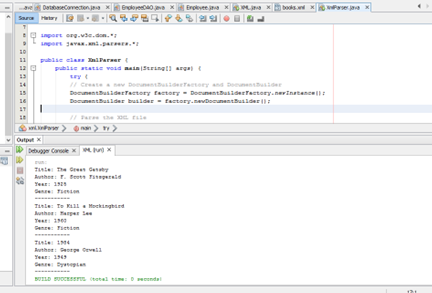 DatabaseConnection.java
EmployeeDAO.java
Employee.java
XML.java
books.xml
XmlParser.java
Source History
7
8 import org.w3c.dom.*;
9 import javax.xml.parsers.*;
10
11 public class XmlParser {
12 public static void main(String[] args) {
13 try {
14 // Create a new DocumentBuilderFactory and DocumentBuilder
15 DocumentBuilderFactory factory = DocumentBuilderFactory.newInstance();
16 DocumentBuilder builder = factory.newDocumentBuilder();
17
18 // Parse the XML file
xml.XmlParser main try
Output
Debugger Console XML (run)
run:
Title: The Great Gatsby
Author: F. Scott Fitzgerald
Year: 1925
Genre: Fiction
-----------
Title: To Kill a Mockingbird
Author: Harper Lee
Year: 1960
Genre: Fiction
-----------
Title: 1984
Author: George Orwell
Year: 1949
Genre: Dystopian
-----------
BUILD SUCCESSFUL (total time: 0 seconds)